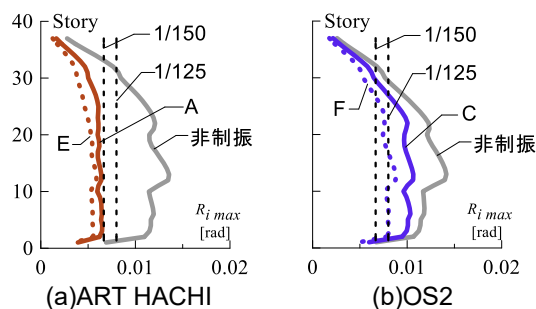 40
30
20
10
0
Story
1/150
1/125
A
E
非制振
R i max
[rad]
0
0.01
0.02
(a)ART HACHI
Story
1/150
1/125
F
C
非制振
R i max
[rad]
0
0.01
0.02
(b)OS2